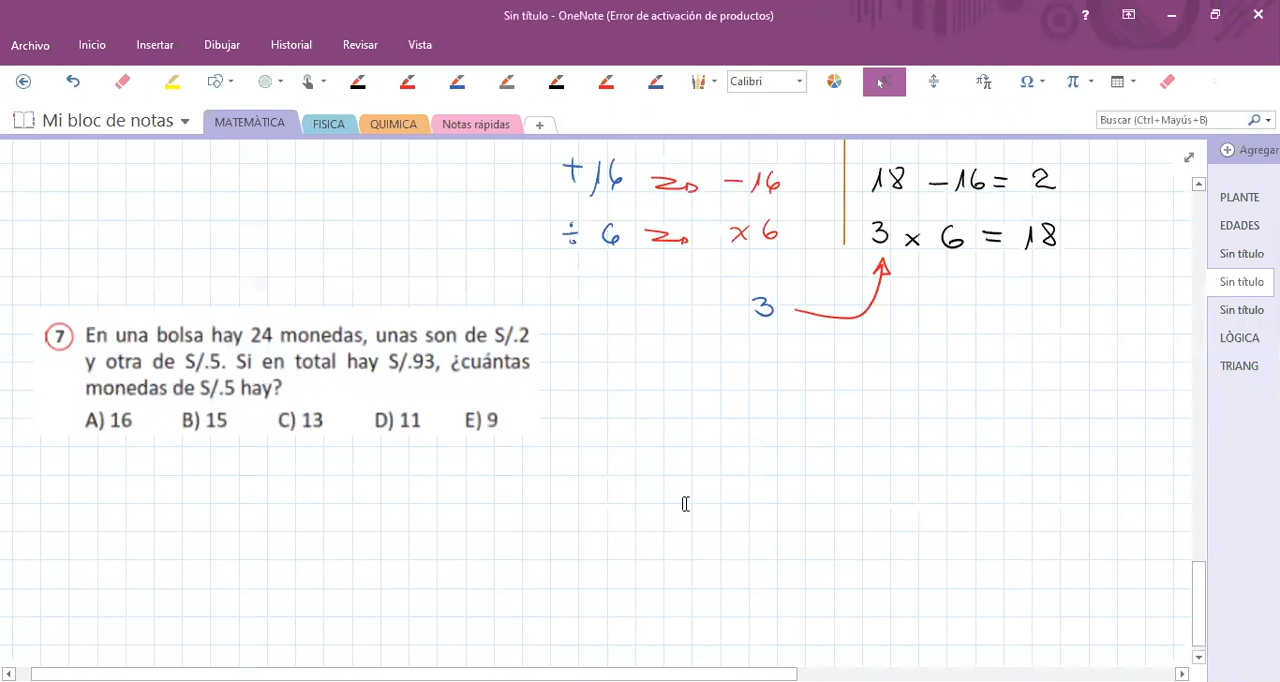 Sin título - OneNote (Error de activación de productos)
?
Archivo Inicio Insertar Dibujar Historial Revisar Vista
Calibri
Mi bloc de notas MATEMÀTICA FISICA QUIMICA Notas rápidas + Buscar (Ctrl+Mayús+B)
Agregar
PLANTE
EDADES
Sin título
Sin título
Sin título
LÒGICA
TRIANG
+16 - 16 18 - 16 = 2
÷ 6 x 6 3 x 6 = 18
3
7 En una bolsa hay 24 monedas, unas son de S/.2
y otra de S/.5. Si en total hay S/.93, ¿cuántas
monedas de S/.5 hay?
A) 16 B) 15 C) 13 D) 11 E) 9